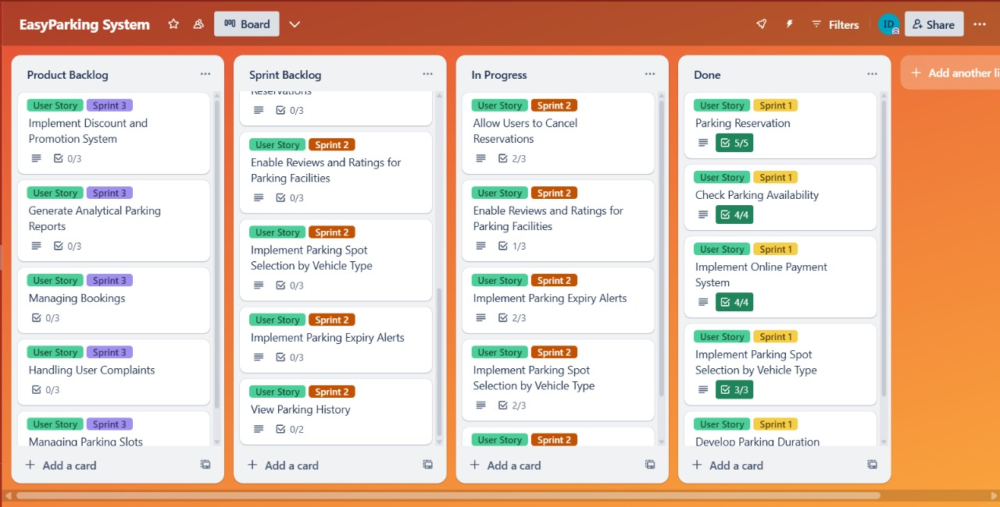 EasyParking System
Board
Filters
ID
Share
Product Backlog
User Story Sprint 3
Implement Discount and
Promotion System
0/3
User Story Sprint 3
Generate Analytical Parking
Reports
0/3
User Story Sprint 3
Managing Bookings
0/3
User Story Sprint 3
Handling User Complaints
0/3
User Story Sprint 3
Managing Parking Slots
+ Add a card
Sprint Backlog
Reservations
0/3
User Story Sprint 2
Enable Reviews and Ratings for
Parking Facilities
0/3
User Story Sprint 2
Implement Parking Spot
Selection by Vehicle Type
0/3
User Story Sprint 2
Implement Parking Expiry Alerts
0/3
User Story Sprint 2
View Parking History
0/2
+ Add a card
In Progress
User Story Sprint 2
Allow Users to Cancel
Reservations
2/3
User Story Sprint 2
Enable Reviews and Ratings for
Parking Facilities
1/3
User Story Sprint 2
Implement Parking Expiry Alerts
2/3
User Story Sprint 2
Implement Parking Spot
Selection by Vehicle Type
2/3
User Story Sprint 2
+ Add a card
Done
User Story Sprint 1
Parking Reservation
5/5
User Story Sprint 1
Check Parking Availability
4/4
User Story Sprint 1
Implement Online Payment
System
4/4
User Story Sprint 1
Implement Parking Spot
Selection by Vehicle Type
3/3
User Story Sprint 1
Develop Parking Duration
+ Add a card
+ Add another li